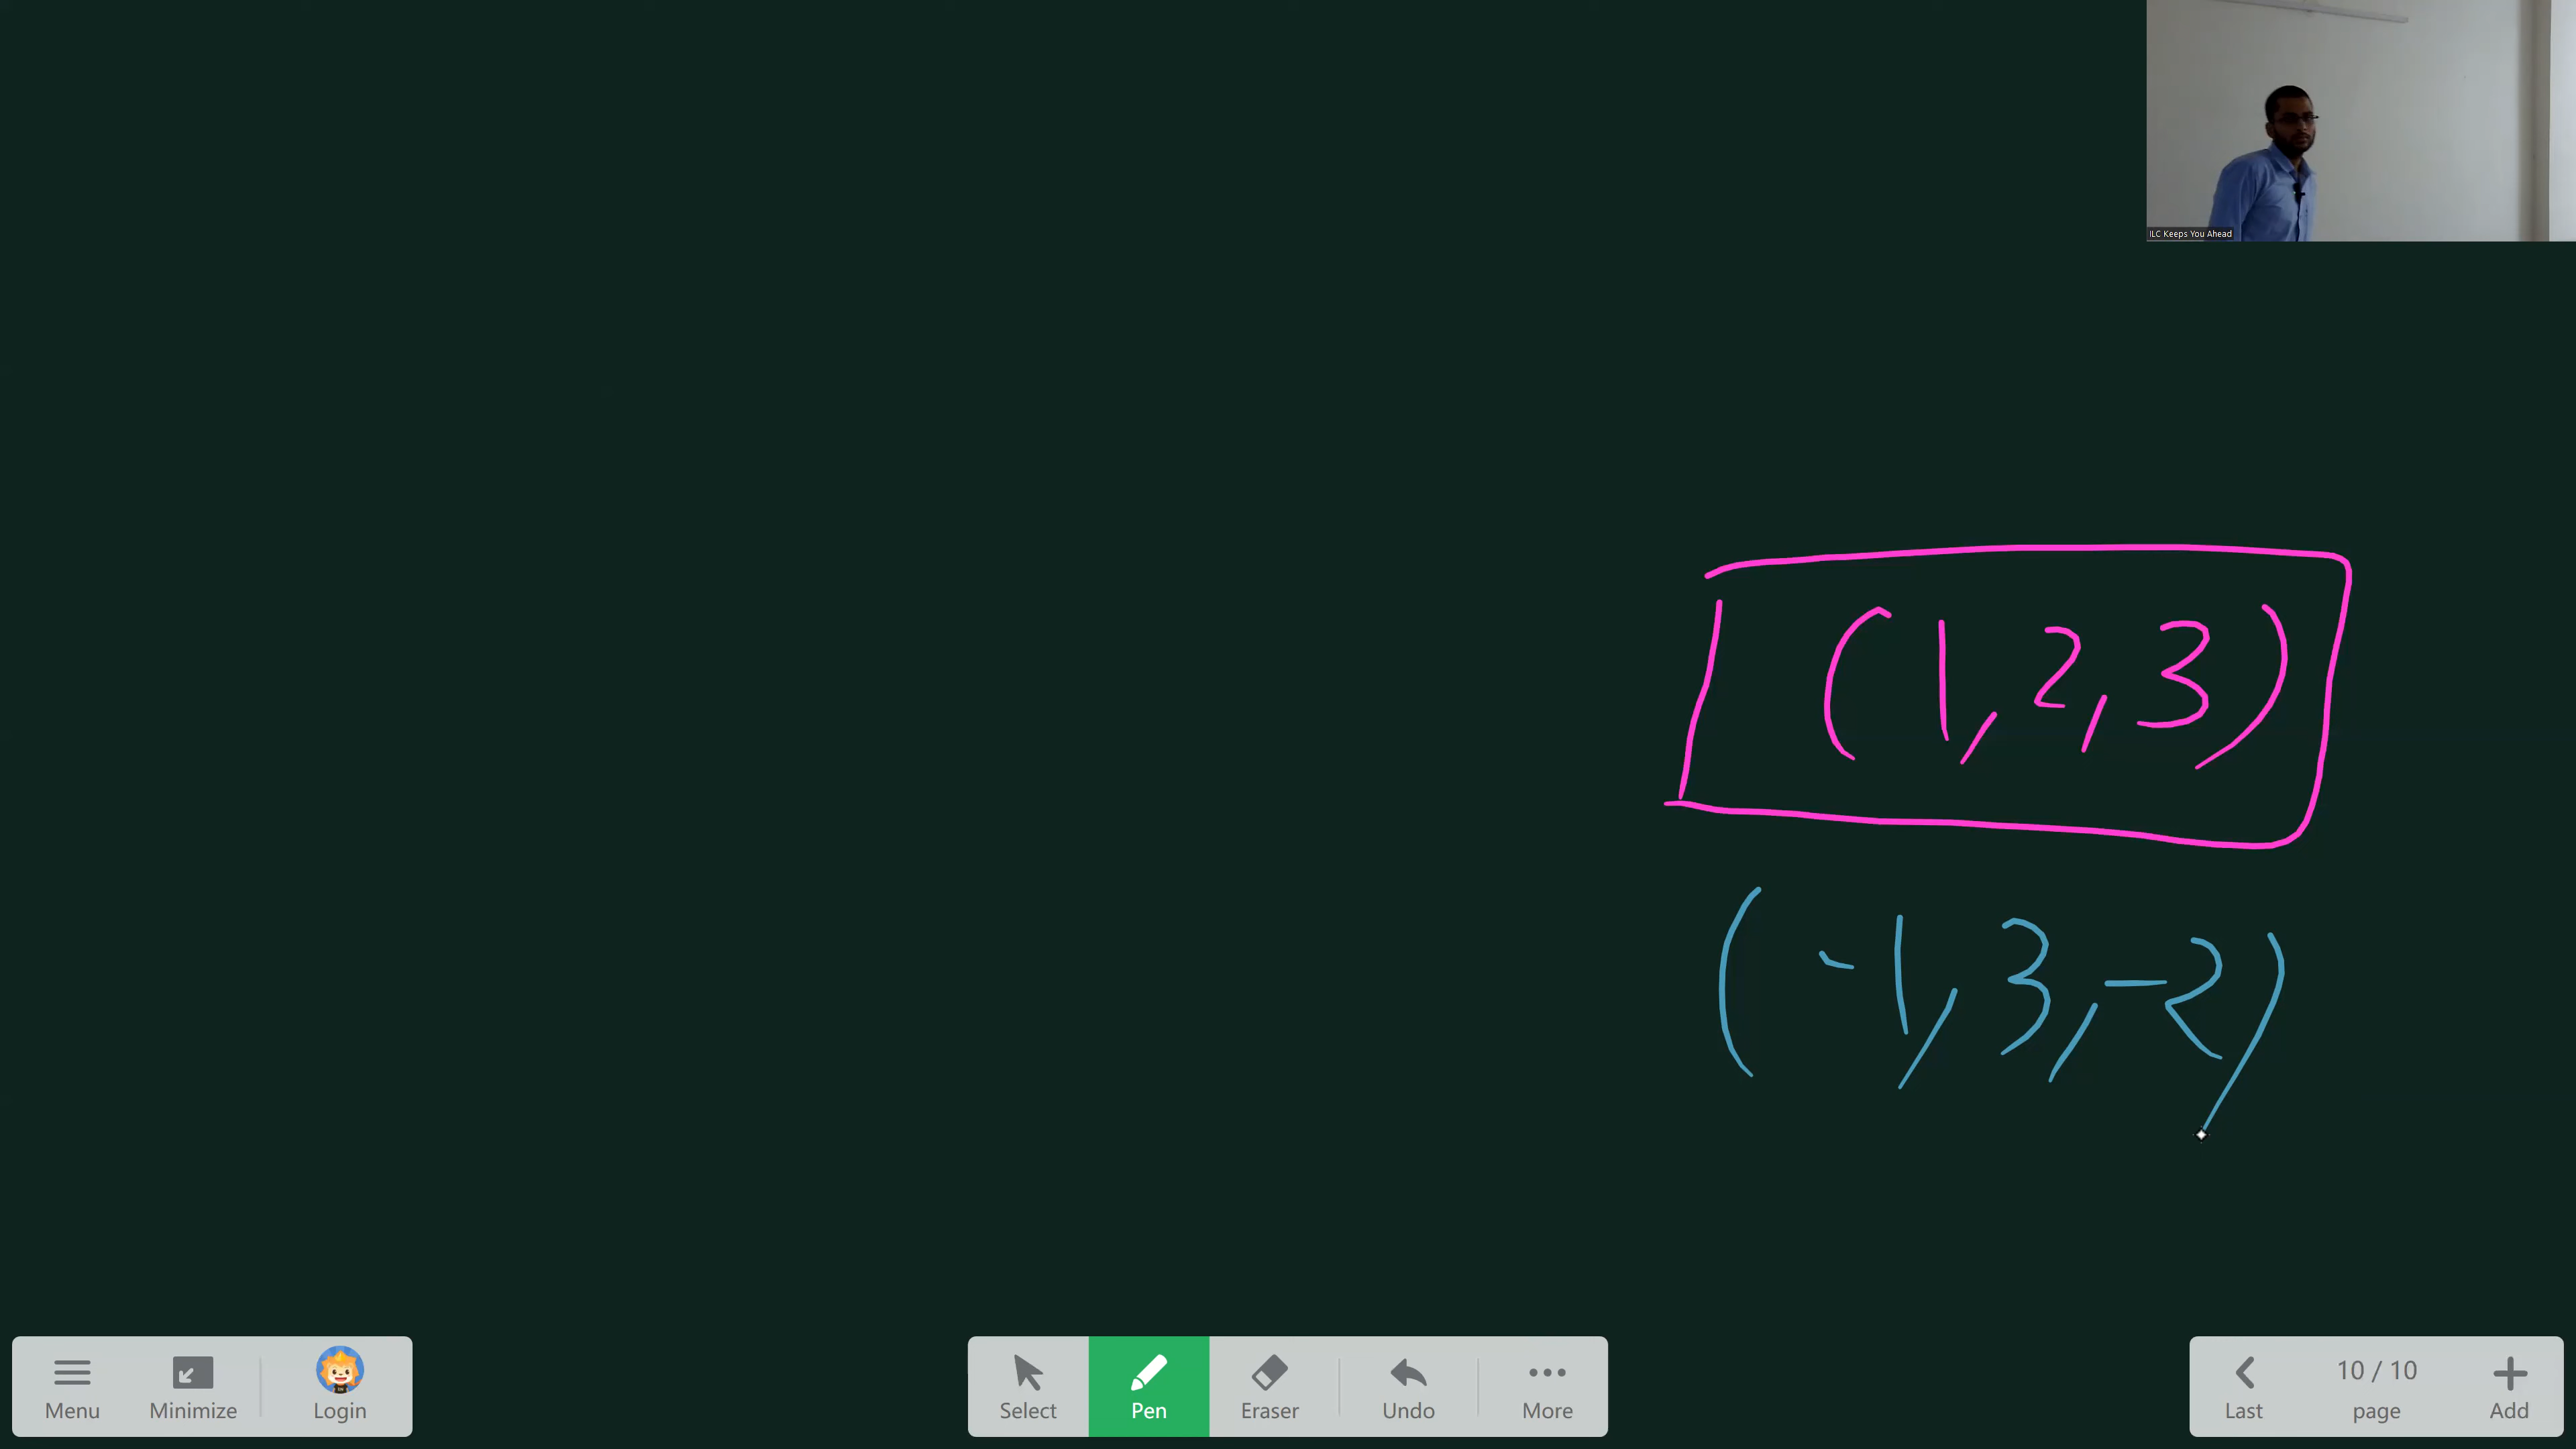 ILC Keeps You Ahead
(1, 2, 3)
(-1, 3, -2)
Menu Minimize Login Select Pen Eraser Undo More Last 10 / 10 page Add